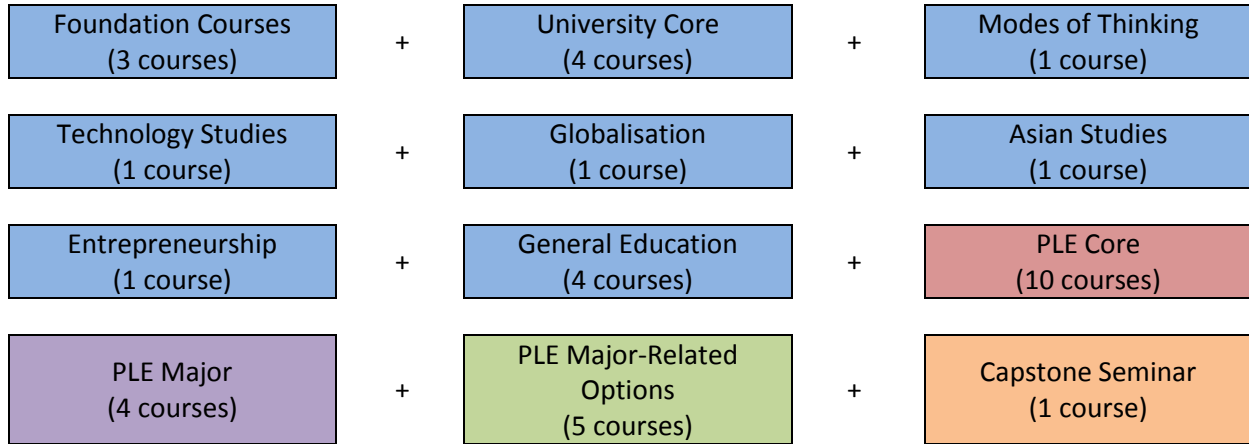 Foundation Courses
(3 courses)
+
University Core
(4 courses)
+
Modes of Thinking
(1 course)
Technology Studies
(1 course)
+
Globalisation
(1 course)
+
Asian Studies
(1 course)
Entrepreneurship
(1 course)
+
General Education
(4 courses)
+
PLE Core
(10 courses)
PLE Major
(4 courses)
+
PLE Major-Related
Options
(5 courses)
+
Capstone Seminar
(1 course)